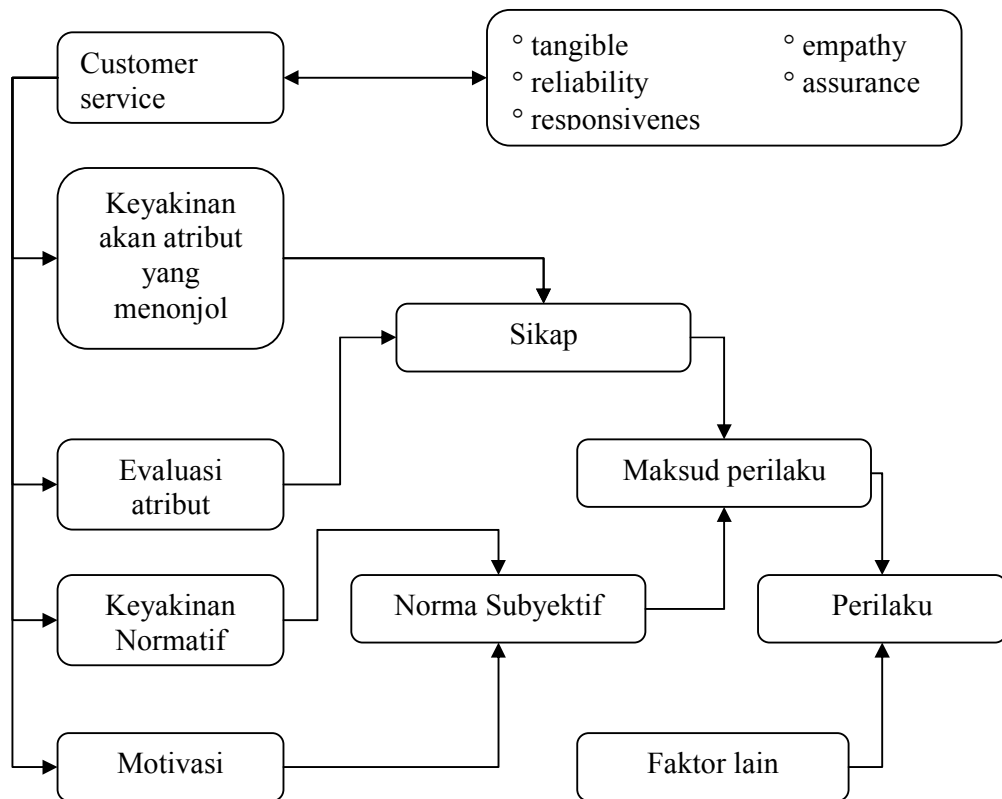 Customer
service
° tangible
° reliability
° responsivenes
° empathy
° assurance
Keyakinan
akan atribut
yang
menonjol
Sikap
Evaluasi
atribut
Maksud perilaku
Keyakinan
Normatif
Norma Subyektif
Perilaku
Motivasi
Faktor lain